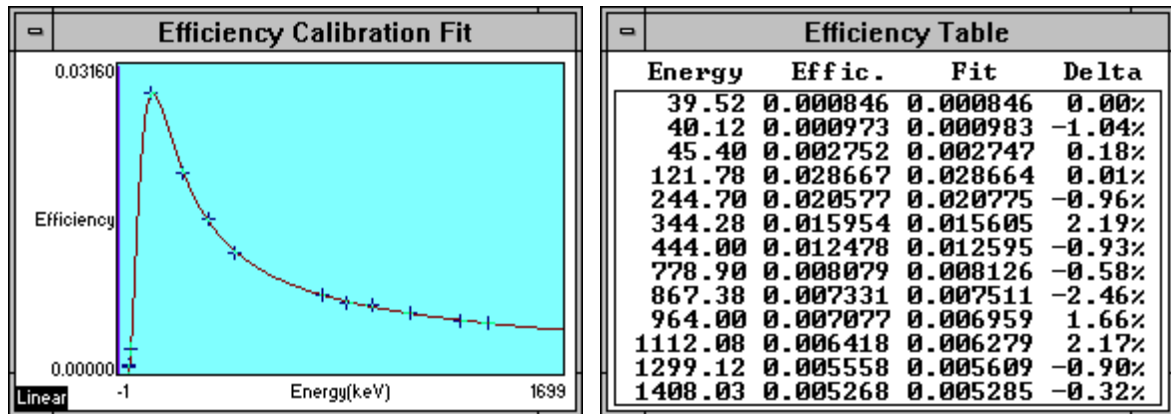 Efficiency Calibration Fit
0.03160
Efficiency
0.00000
Linear
-1 Energy(keV) 1699
Efficiency Table
Energy Effic. Fit Delta
39.52 0.000846 0.000846 0.00%
40.12 0.000973 0.000983 -1.04%
45.40 0.002752 0.002747 0.18%
121.78 0.028667 0.028664 0.01%
244.70 0.020577 0.020775 -0.96%
344.28 0.015954 0.015605 2.19%
444.00 0.012478 0.012595 -0.93%
778.90 0.008079 0.008126 -0.58%
867.38 0.007331 0.007511 -2.46%
964.00 0.007077 0.006959 1.66%
1112.08 0.006418 0.006279 2.17%
1299.12 0.005558 0.005609 -0.90%
1408.03 0.005268 0.005285 -0.32%